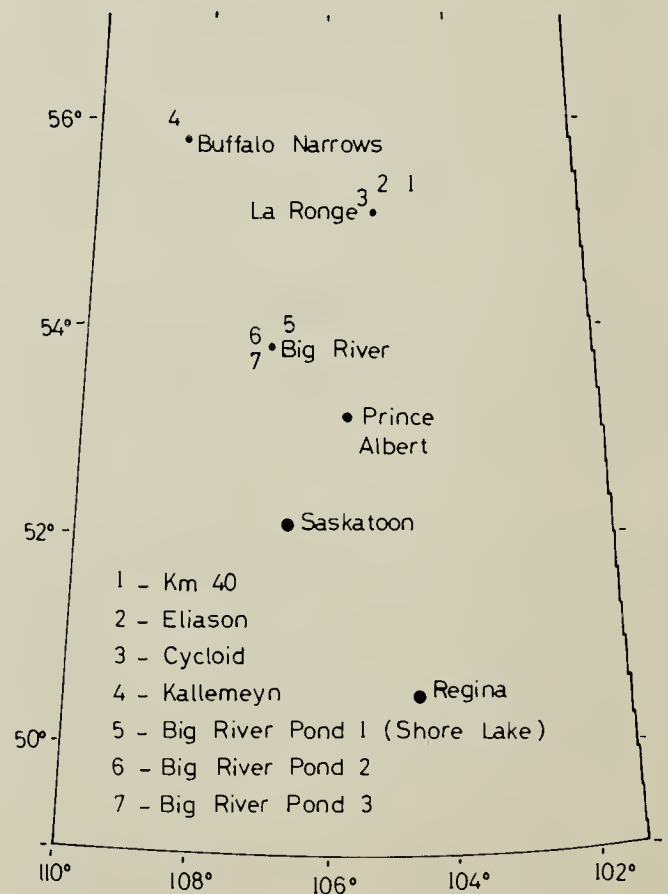 56°
4
Buffalo Narrows
2 1
3
La Ronge
54°
5
6
Big River
7
Prince
Albert
52°
Saskatoon
1 - Km 40
2 - Eliason
3 - Cycloid
4 - Kallemeyn
Regina
50°
5 - Big River Pond 1 (Shore Lake)
6 - Big River Pond 2
7 - Big River Pond 3
110°
108°
106°
104°
102°